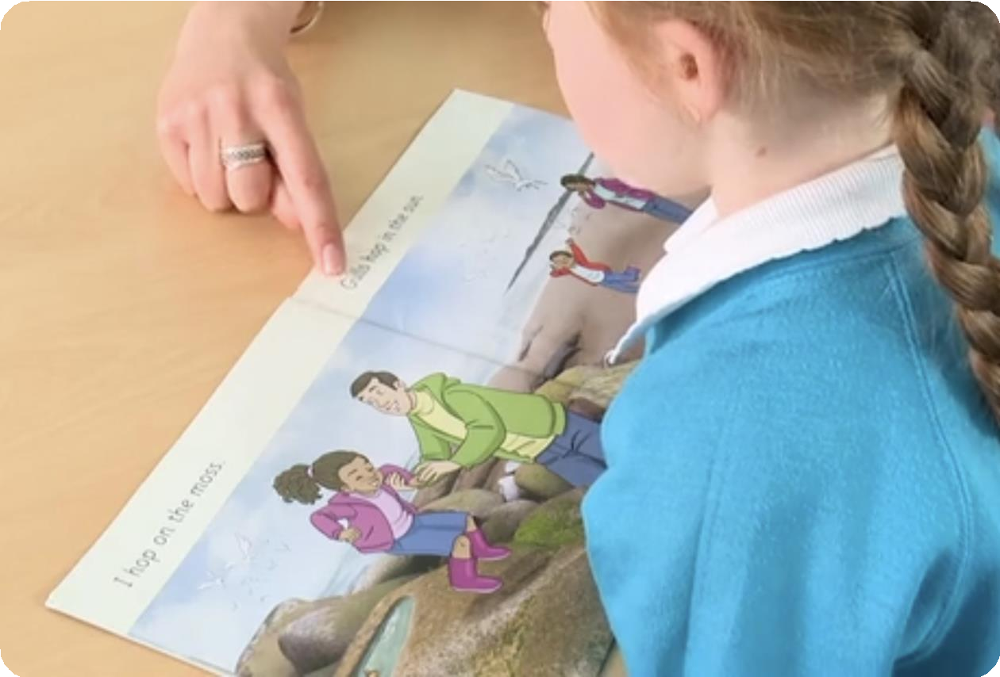 I hop on the moss.
Gulls hop in the sun.